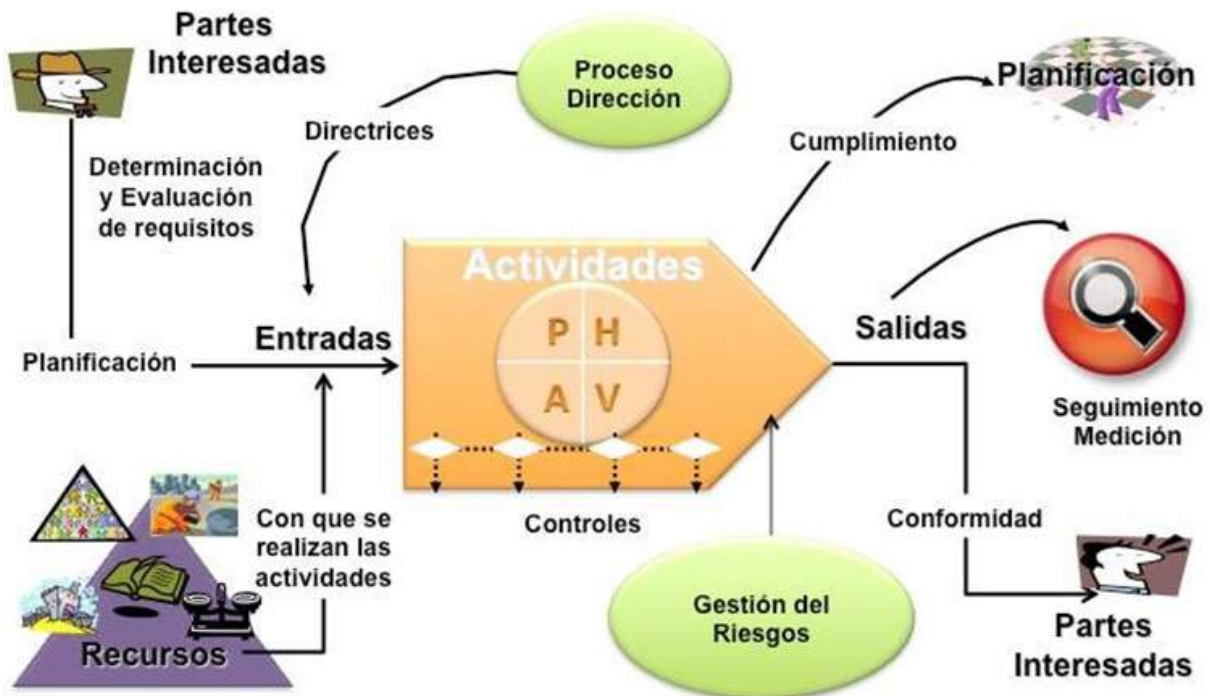 Partes
Interesadas
Proceso
Dirección
Planificación
Directrices
Cumplimiento
Determinación
y Evaluación
de requisitos
Actividades
P H
A V
Entradas
Salidas
Planificación
Seguimiento
Medición
Con que se
realizan las
actividades
Controles
Conformidad
Gestión del
Riesgos
Recursos
Partes
Interesadas